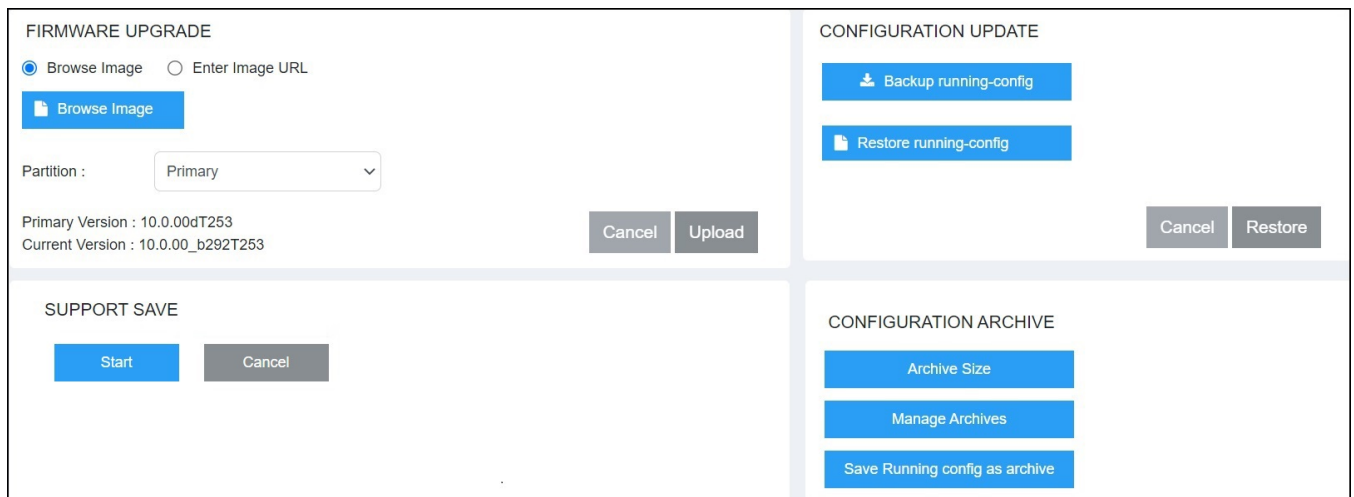 FIRMWARE UPGRADE
Browse Image Enter Image URL
Browse Image
Partition : Primary
Primary Version : 10.0.00dT253
Current Version : 10.0.00_b292T253
Cancel Upload
CONFIGURATION UPDATE
Backup running-config
Restore running-config
Cancel Restore
SUPPORT SAVE
Start Cancel
CONFIGURATION ARCHIVE
Archive Size
Manage Archives
Save Running config as archive